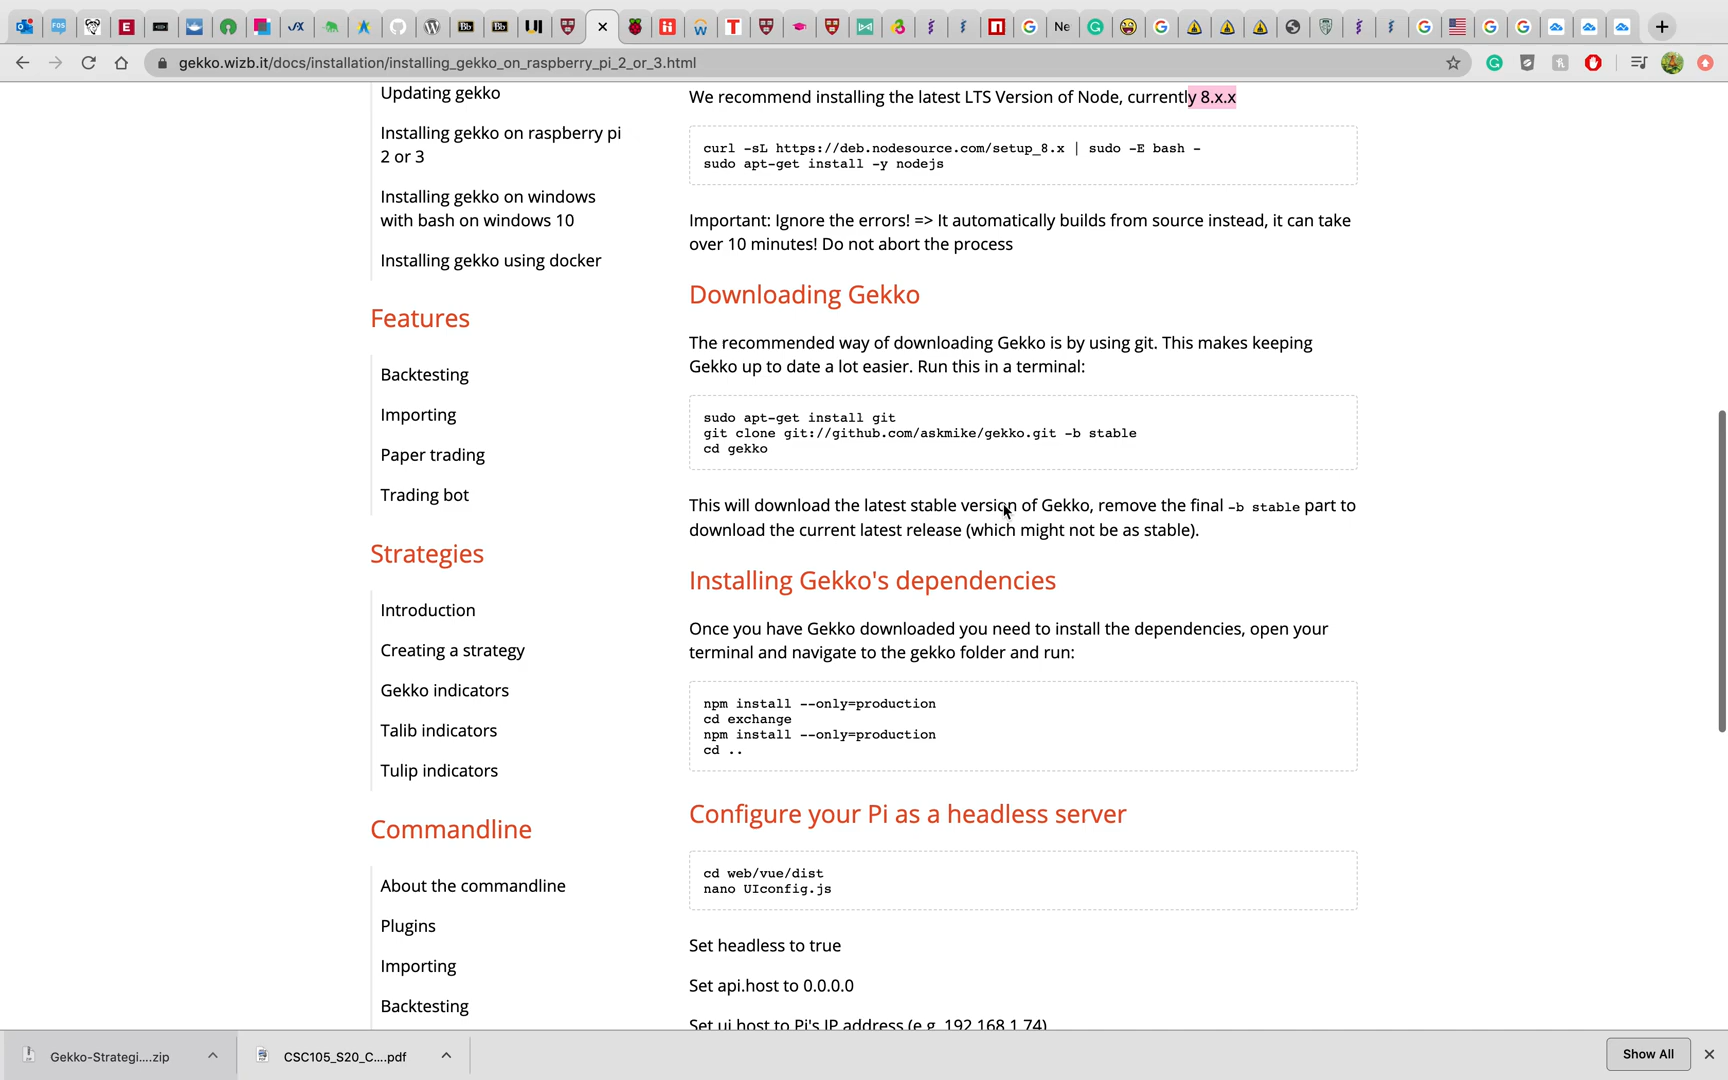 Ne
gekko.wizb.it/docs/installation/installing_gekko_on_raspberry_pi_2_or_3.html
Updating gekko
Installing gekko on raspberry pi
2 or 3
Installing gekko on windows
with bash on windows 10
Installing gekko using docker
Features
Backtesting
Importing
Paper trading
Trading bot
Strategies
Introduction
Creating a strategy
Gekko indicators
Talib indicators
Tulip indicators
Commandline
About the commandline
Plugins
Importing
Backtesting
We recommend installing the latest LTS Version of Node, currently 8.x.x
curl -sL https://deb.nodesource.com/setup_8.x | sudo -E bash -
sudo apt-get install -y nodejs
Important: Ignore the errors! => It automatically builds from source instead, it can take
over 10 minutes! Do not abort the process
Downloading Gekko
The recommended way of downloading Gekko is by using git. This makes keeping
Gekko up to date a lot easier. Run this in a terminal:
sudo apt-get install git
git clone git://github.com/askmike/gekko.git -b stable
cd gekko
This will download the latest stable version of Gekko, remove the final -b stable part to
download the current latest release (which might not be as stable).
Installing Gekko's dependencies
Once you have Gekko downloaded you need to install the dependencies, open your
terminal and navigate to the gekko folder and run:
npm install --only=production
cd exchange
npm install --only=production
cd ..
Configure your Pi as a headless server
cd web/vue/dist
nano UIconfig.js
Set headless to true
Set api.host to 0.0.0.0
Set ui.host to Pi's IP address (e.g. 192.168.1.74)
Gekko-Strategi....zip
CSC105_S20_C....pdf
Show All